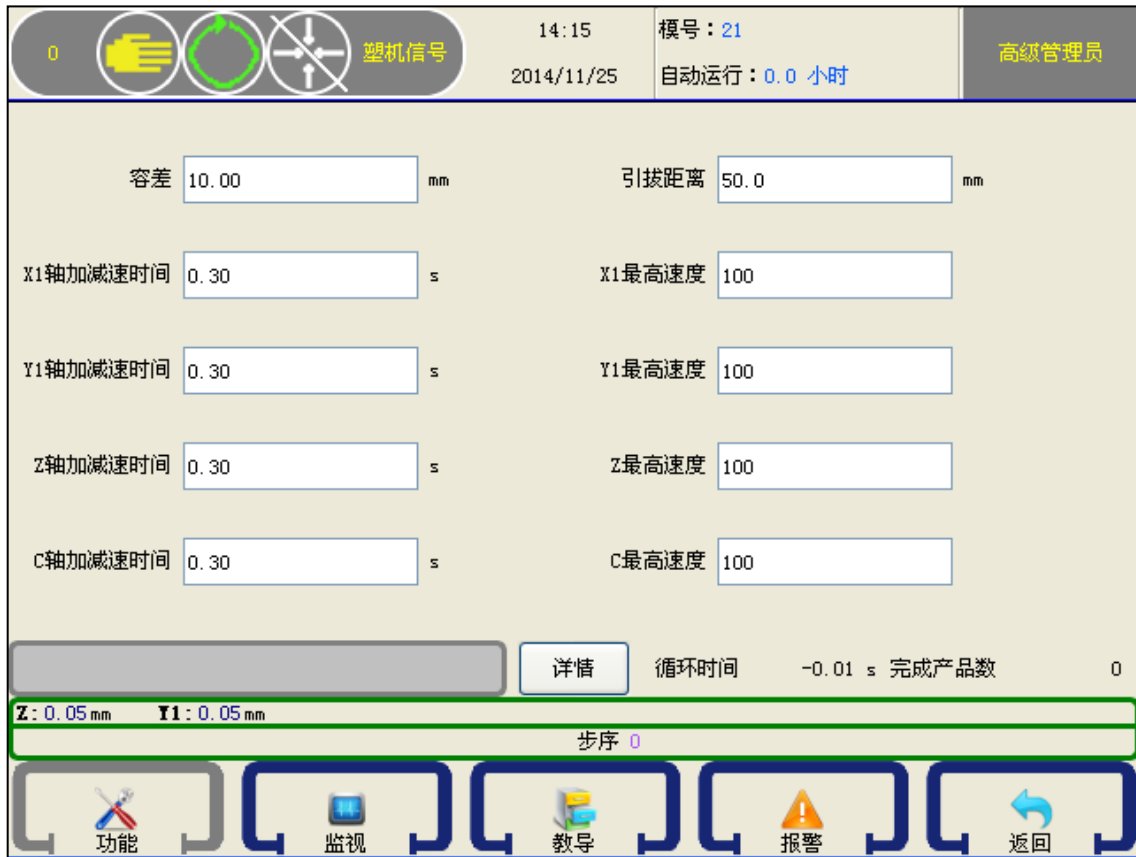 0 塑机信号 14:15 模号：21 高级管理员
2014/11/25 自动运行：0.0 小时
容差 10.00 mm 引拔距离 50.0 mm
X1轴加减速时间 0.30 s X1最高速度 100
Y1轴加减速时间 0.30 s Y1最高速度 100
Z轴加减速时间 0.30 s Z最高速度 100
C轴加减速时间 0.30 s C最高速度 100
详情 循环时间 -0.01 s 完成产品数 0
Z:0.05mm Y1:0.05mm
步序 0
功能 监视 教导 报警 返回